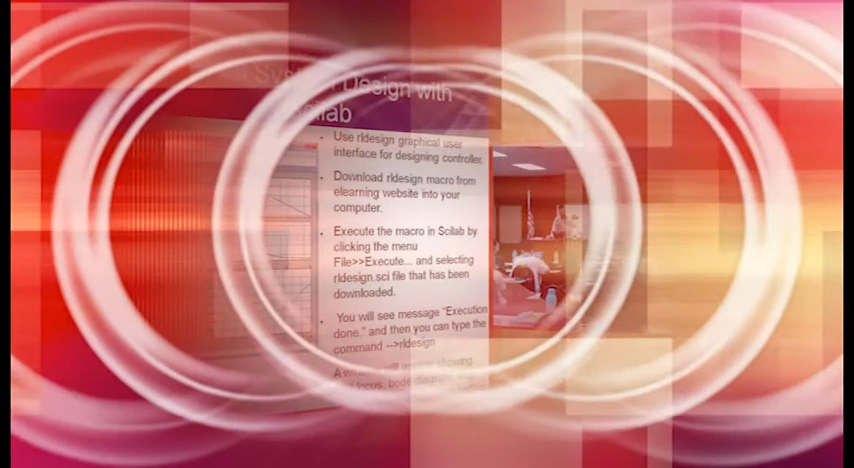 Design with
• Use rldesign graphical user
interface for designing controller.
• Download rldesign macro from
elearning website into your
computer.
• Execute the macro in Scilab by
clicking the menu
File>>Execute... and selecting
rldesign.sci file that has been
downloaded.
• You will see message "Execution
done." and then you can type the
command -->rldesign